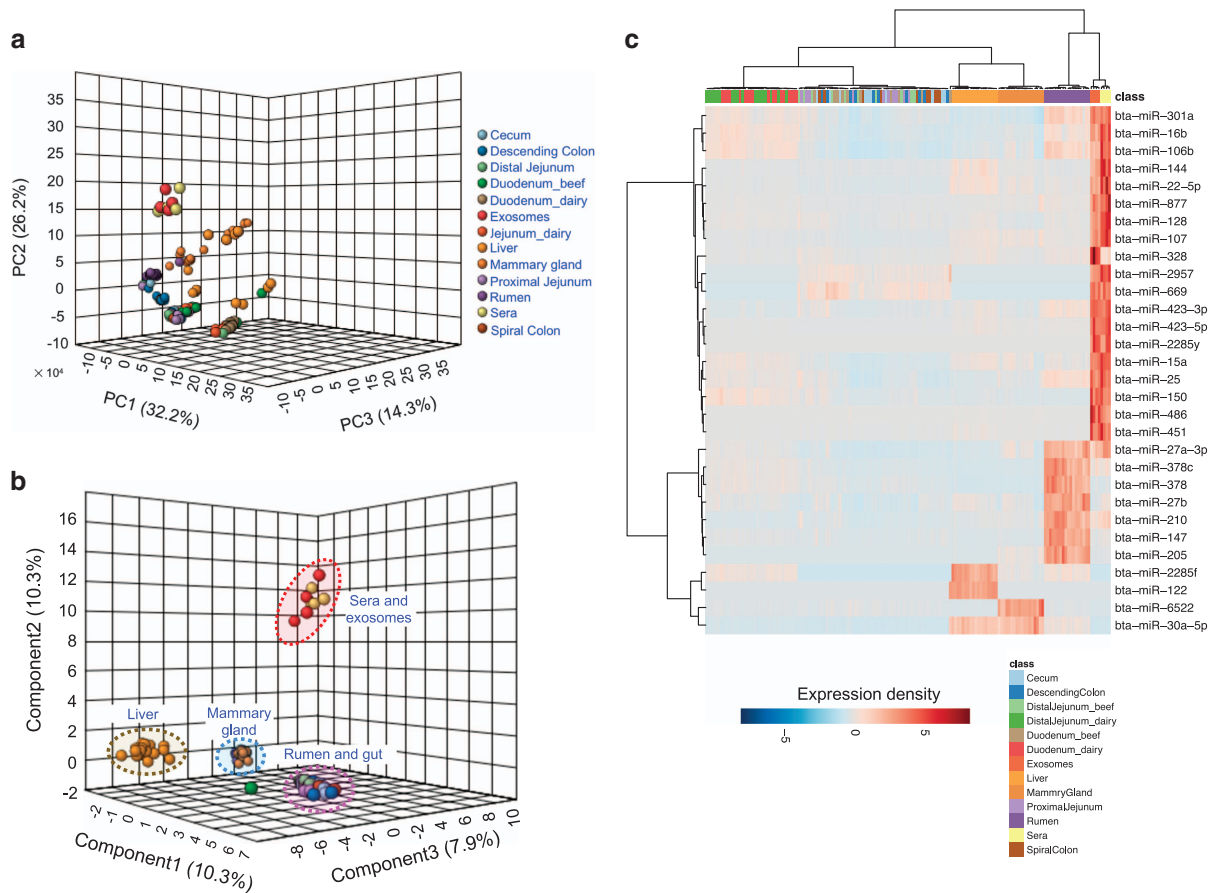 a
35
30
25
20
15
10
5
0
-5
-10
PC2 (26.2%)
× 10⁴
-10
-5
0
5
10
15
20
25
30
35
PC1 (32.2%)
-10
-5
0
5
10
15
20
25
30
35
PC3 (14.3%)
Cecum
Descending Colon
Distal Jejunum
Duodenum_beef
Duodenum_dairy
Exosomes
Jejunum_dairy
Liver
Mammary gland
Proximal Jejunum
Rumen
Sera
Spiral Colon
b
16
14
12
10
8
6
4
2
0
-2
Component2 (10.3%)
Sera and
exosomes
Liver
Mammary
gland
Rumen and gut
-2
-1
0
1
2
3
4
5
6
7
Component1 (10.3%)
-8
-6
-4
-2
0
2
4
6
8
10
Component3 (7.9%)
c
class
bta-miR-301a
bta-miR-16b
bta-miR-106b
bta-miR-144
bta-miR-22-5p
bta-miR-877
bta-miR-128
bta-miR-107
bta-miR-328
bta-miR-2957
bta-miR-669
bta-miR-423-3p
bta-miR-423-5p
bta-miR-2285y
bta-miR-15a
bta-miR-25
bta-miR-150
bta-miR-486
bta-miR-451
bta-miR-27a-3p
bta-miR-378c
bta-miR-378
bta-miR-27b
bta-miR-210
bta-miR-147
bta-miR-205
bta-miR-2285f
bta-miR-122
bta-miR-6522
bta-miR-30a-5p
Expression density
-5
0
5
class
Cecum
DescendingColon
DistalJejunum_beef
DistalJejunum_dairy
Duodenum_beef
Duodenum_dairy
Exosomes
Liver
MammryGland
ProximalJejunum
Rumen
Sera
SpiralColon